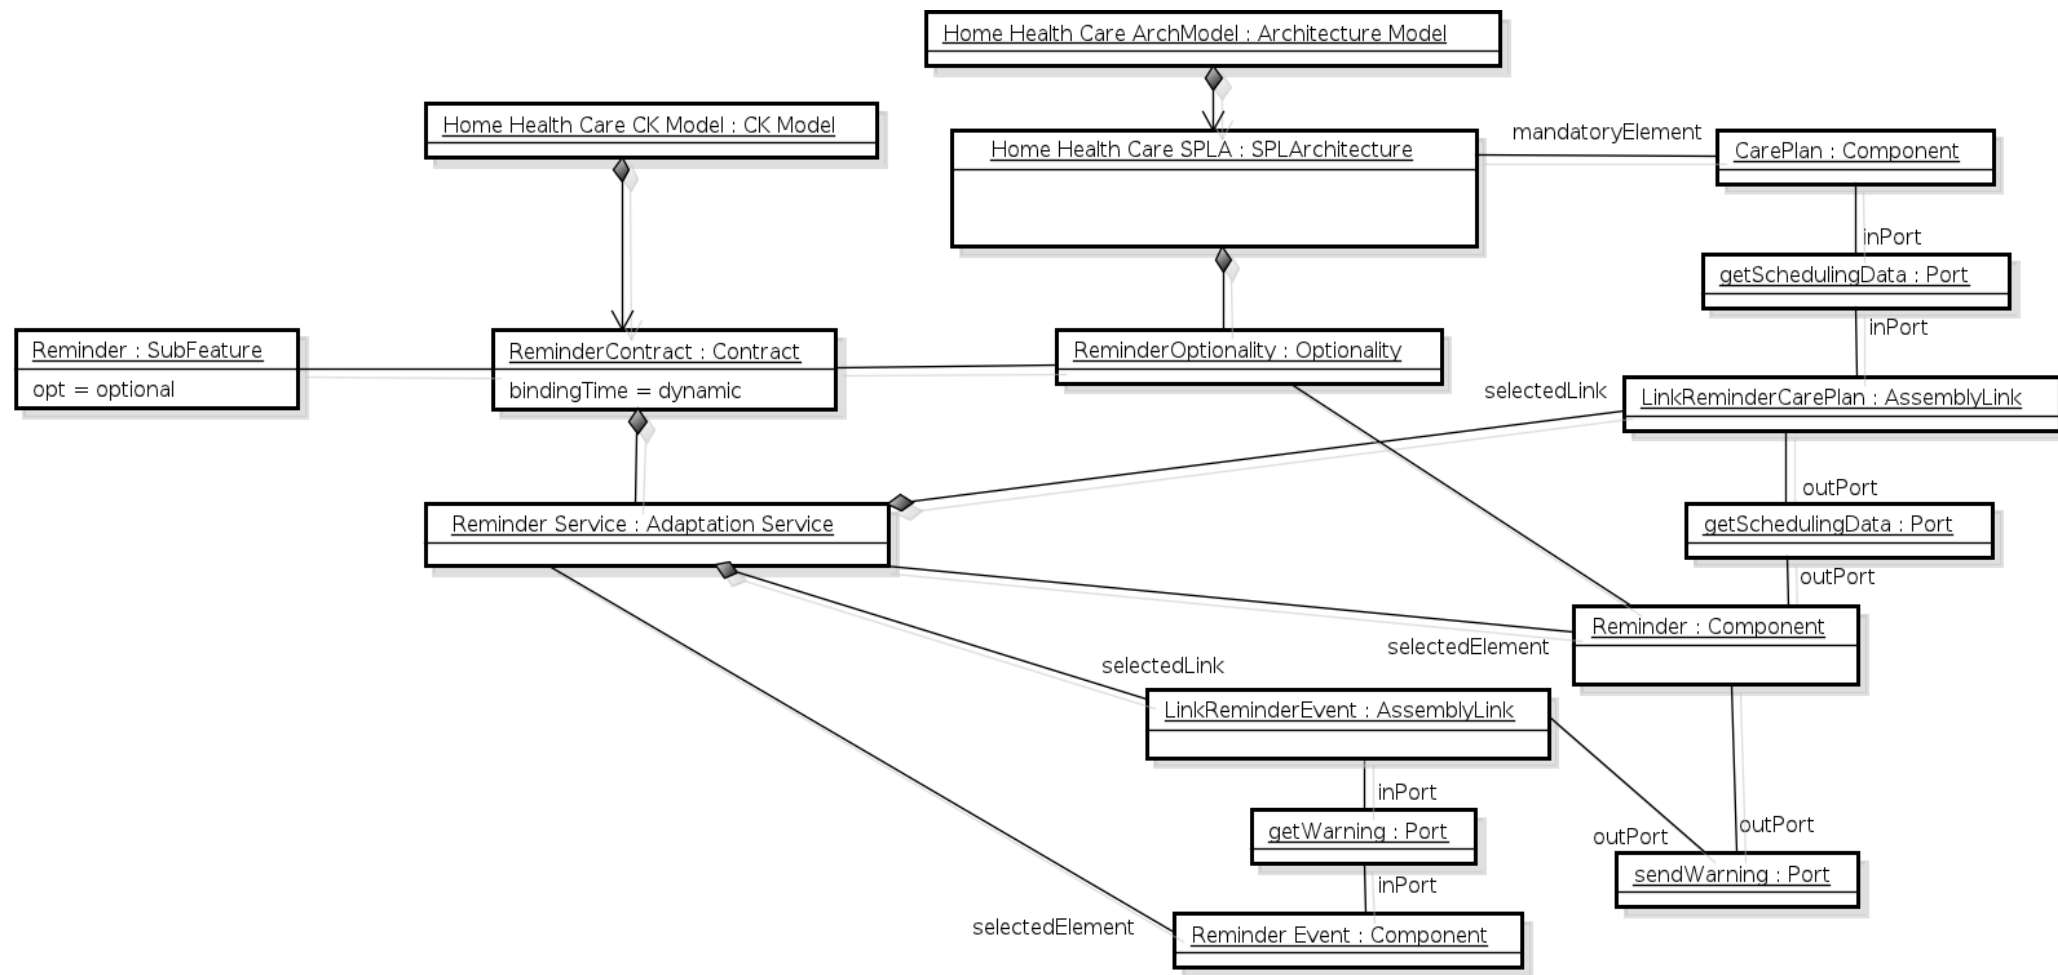 Home Health Care ArchModel : Architecture Model
Home Health Care CK Model : CK Model
mandatoryElement
Home Health Care SPLA : SPLArchitecture
CarePlan : Component
inPort
getSchedulingData : Port
inPort
Reminder : SubFeature
opt = optional
ReminderContract : Contract
bindingTime = dynamic
ReminderOptionality : Optionality
selectedLink
LinkReminderCarePlan : AssemblyLink
outPort
Reminder Service : Adaptation Service
getSchedulingData : Port
outPort
Reminder : Component
selectedElement
selectedLink
LinkReminderEvent : AssemblyLink
inPort
getWarning : Port
outPort
outPort
sendWarning : Port
inPort
selectedElement
Reminder Event : Component